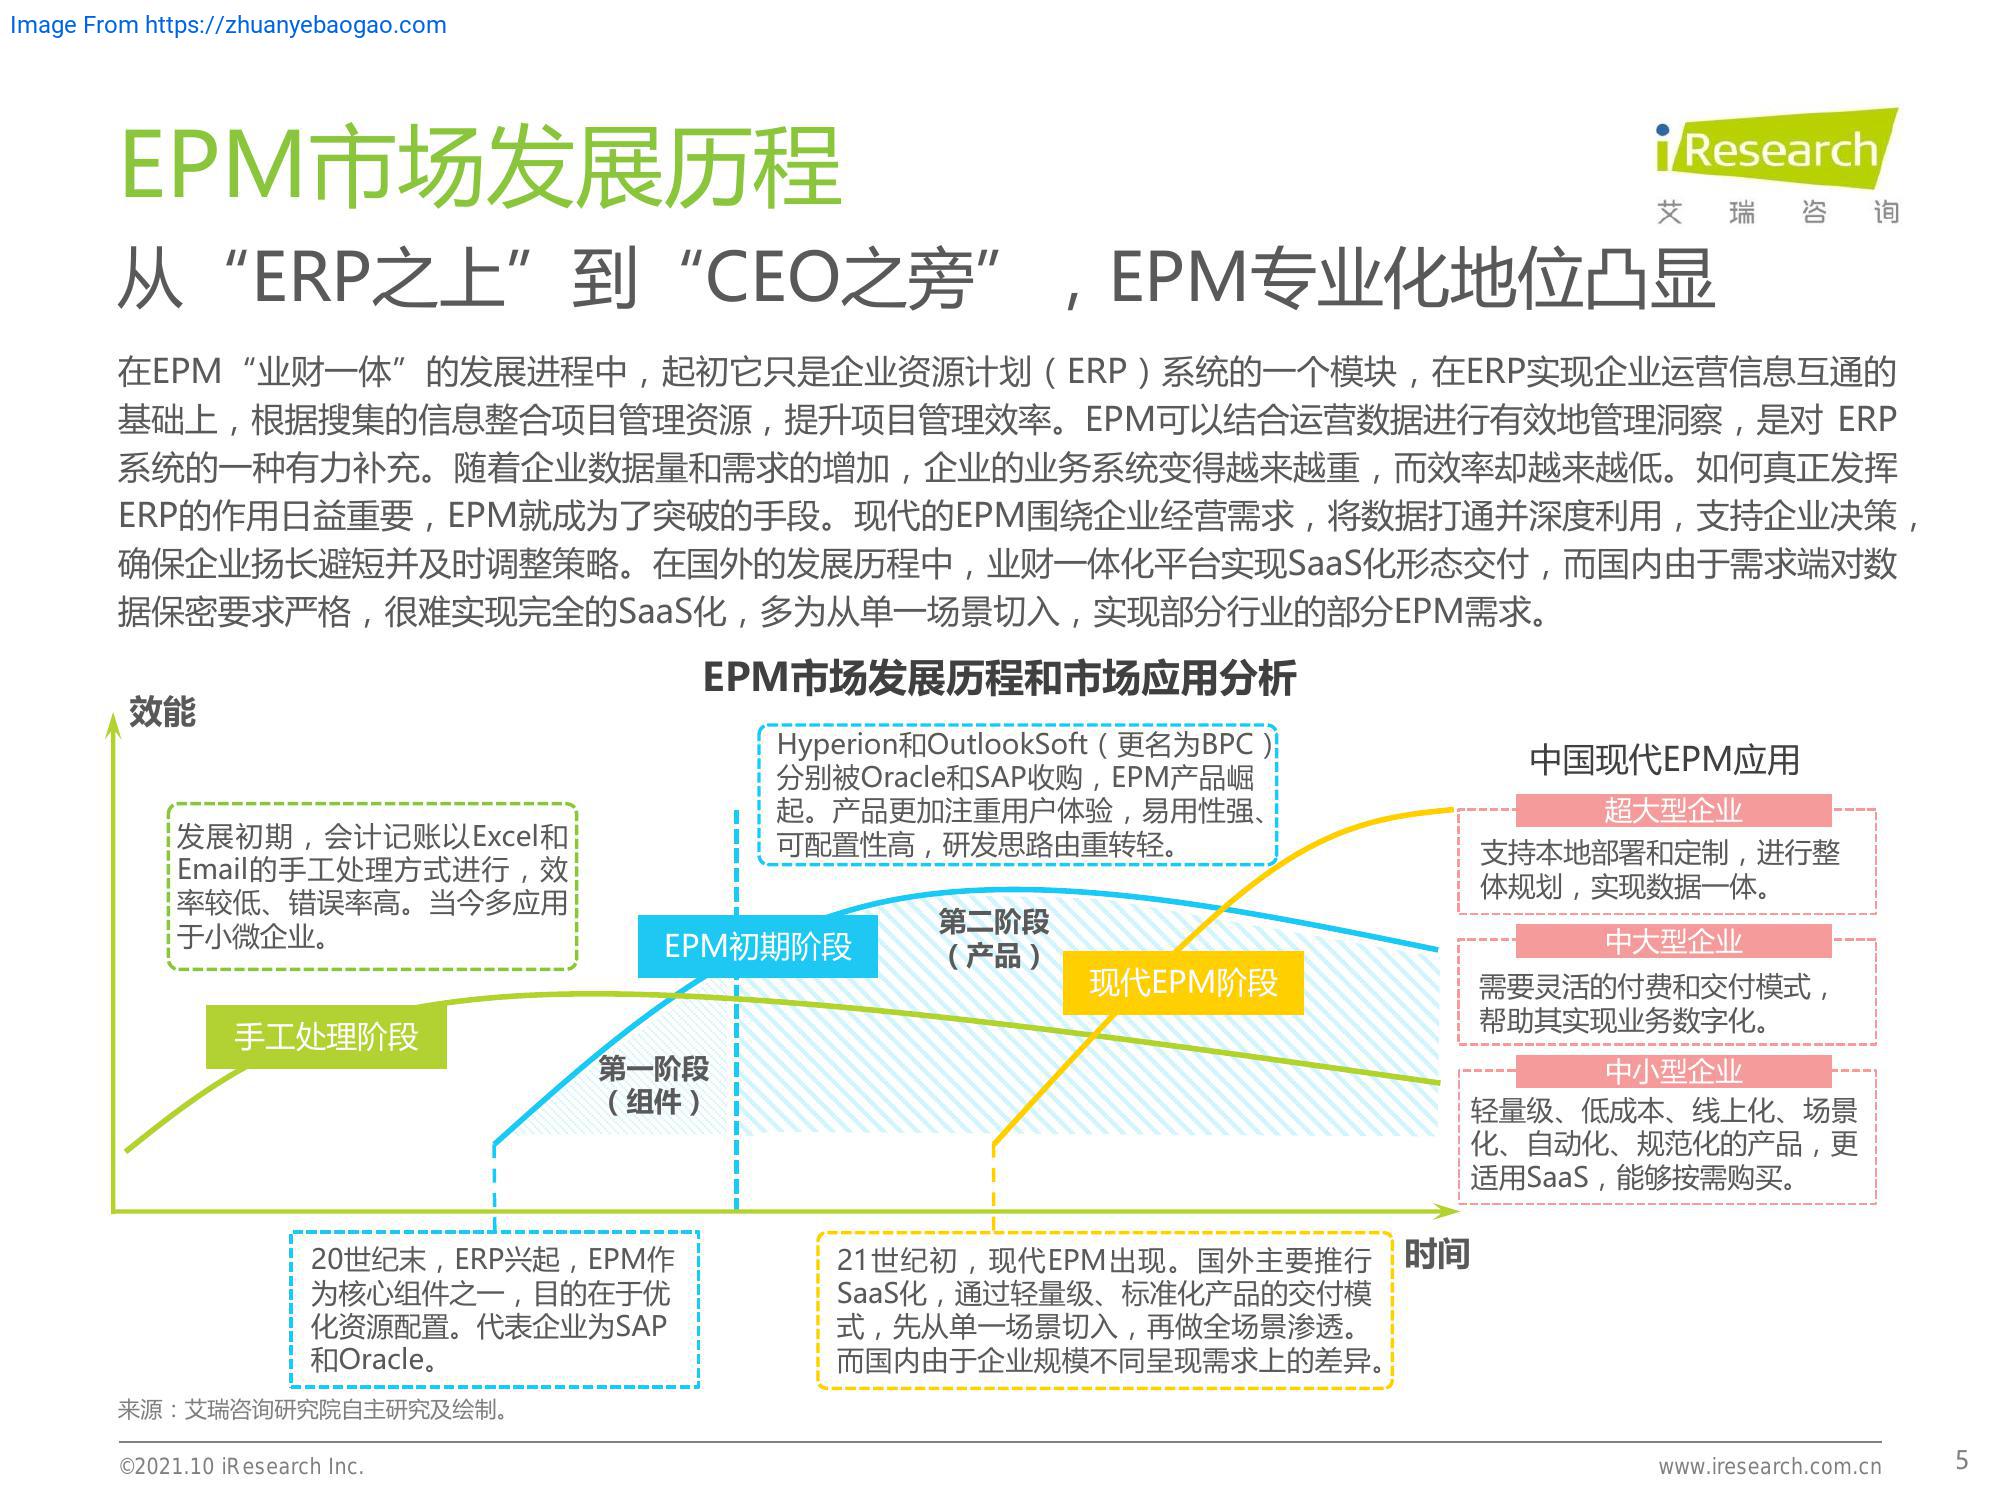 Image From https://zhuanyebaogao.com
EPM市场发展历程
iResearch
艾瑞咨询
从“ERP之上”到“CEO之旁”，EPM专业化地位凸显
在EPM“业财一体”的发展进程中，起初它只是企业资源计划（ERP）系统的一个模块，在ERP实现企业运营信息互通的
基础上，根据搜集的信息整合项目管理资源，提升项目管理效率。EPM可以结合运营数据进行有效地管理洞察，是对 ERP
系统的一种有力补充。随着企业数据量和需求的增加，企业的业务系统变得越来越重，而效率却越来越低。如何真正发挥
ERP的作用日益重要，EPM就成为了突破的手段。现代的EPM围绕企业经营需求，将数据打通并深度利用，支持企业决策，
确保企业扬长避短并及时调整策略。在国外的发展历程中，业财一体化平台实现SaaS化形态交付，而国内由于需求端对数
据保密要求严格，很难实现完全的SaaS化，多为从单一场景切入，实现部分行业的部分EPM需求。
EPM市场发展历程和市场应用分析
效能
发展初期，会计记账以Excel和
Email的手工处理方式进行，效
率较低、错误率高。当今多应用
于小微企业。
手工处理阶段
Hyperion和OutlookSoft（更名为BPC）
分别被Oracle和SAP收购，EPM产品崛
起。产品更加注重用户体验，易用性强、
可配置性高，研发思路由重转轻。
EPM初期阶段
第一阶段
（组件）
第二阶段
（产品）
现代EPM阶段
中国现代EPM应用
超大型企业
支持本地部署和定制，进行整
体规划，实现数据一体。
中大型企业
需要灵活的付费和交付模式，
帮助其实现业务数字化。
中小型企业
轻量级、低成本、线上化、场景
化、自动化、规范化的产品，更
适用SaaS，能够按需购买。
20世纪末，ERP兴起，EPM作
为核心组件之一，目的在于优
化资源配置。代表企业为SAP
和Oracle。
21世纪初，现代EPM出现。国外主要推行
SaaS化，通过轻量级、标准化产品的交付模
式，先从单一场景切入，再做全场景渗透。
而国内由于企业规模不同呈现需求上的差异。
时间
来源：艾瑞咨询研究院自主研究及绘制。
©2021.10 iResearch Inc.
www.iresearch.com.cn
5